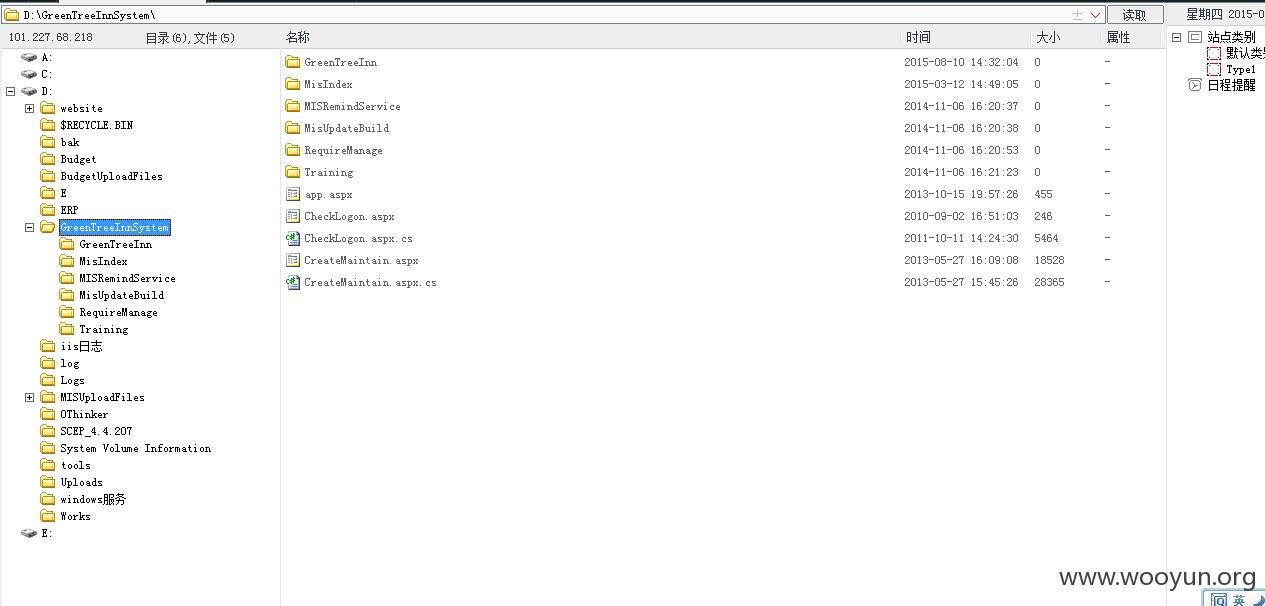 D:\GreenTreeInnSystem\ 读取 星期四 2015-0
101.227.68.218 目录(6),文件(5) 名称 时间 大小 属性
A:
C:
D:
website
$RECYCLE.BIN
bak
Budget
BudgetUploadFiles
E
ERP
GreenTreeInnSystem
GreenTreeInn
MisIndex
MISRemindService
MisUpdateBuild
RequireManage
Training
iis日志
log
Logs
MISUploadFiles
OThinker
SCEP_4.4.207
System Volume Information
tools
Uploads
windows服务
Works
E:
GreenTreeInn 2015-08-10 14:32:04 0 -
MisIndex 2015-03-12 14:49:05 0 -
MISRemindService 2014-11-06 16:20:37 0 -
MisUpdateBuild 2014-11-06 16:20:38 0 -
RequireManage 2014-11-06 16:20:53 0 -
Training 2014-11-06 16:21:23 0 -
app.aspx 2013-10-15 19:57:26 455 -
CheckLogon.aspx 2010-09-02 16:51:03 246 -
CheckLogon.aspx.cs 2011-10-11 14:24:30 5464 -
CreateMaintain.aspx 2013-05-27 16:09:08 18528 -
CreateMaintain.aspx.cs 2013-05-27 15:45:26 28365 -
站点类别
默认类别
Type1
日程提醒
www.wooyun.org
英